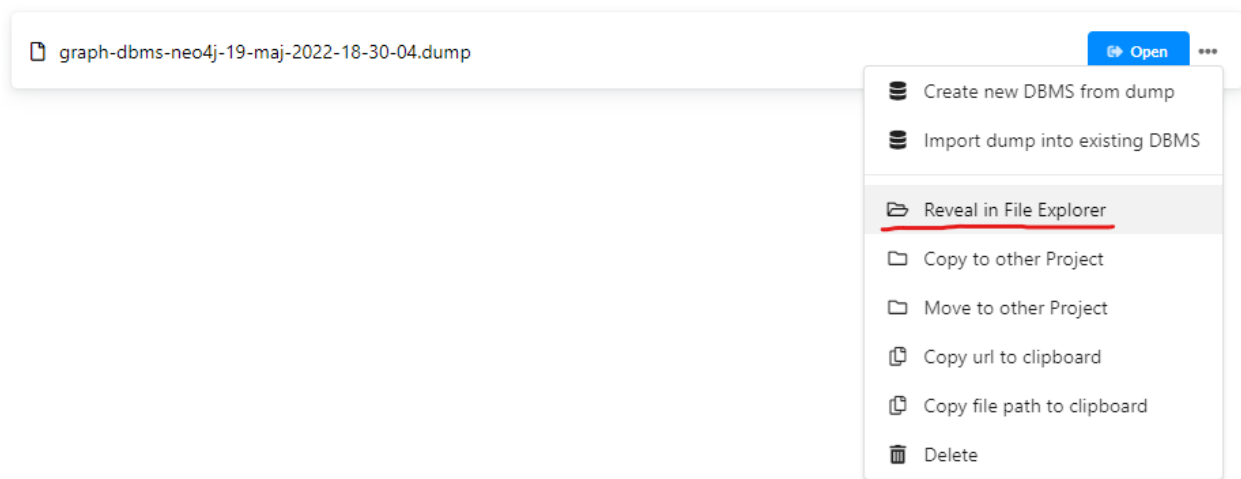 graph-dbms-neo4j-19-maj-2022-18-30-04.dump
Open
Create new DBMS from dump
Import dump into existing DBMS
Reveal in File Explorer
Copy to other Project
Move to other Project
Copy url to clipboard
Copy file path to clipboard
Delete